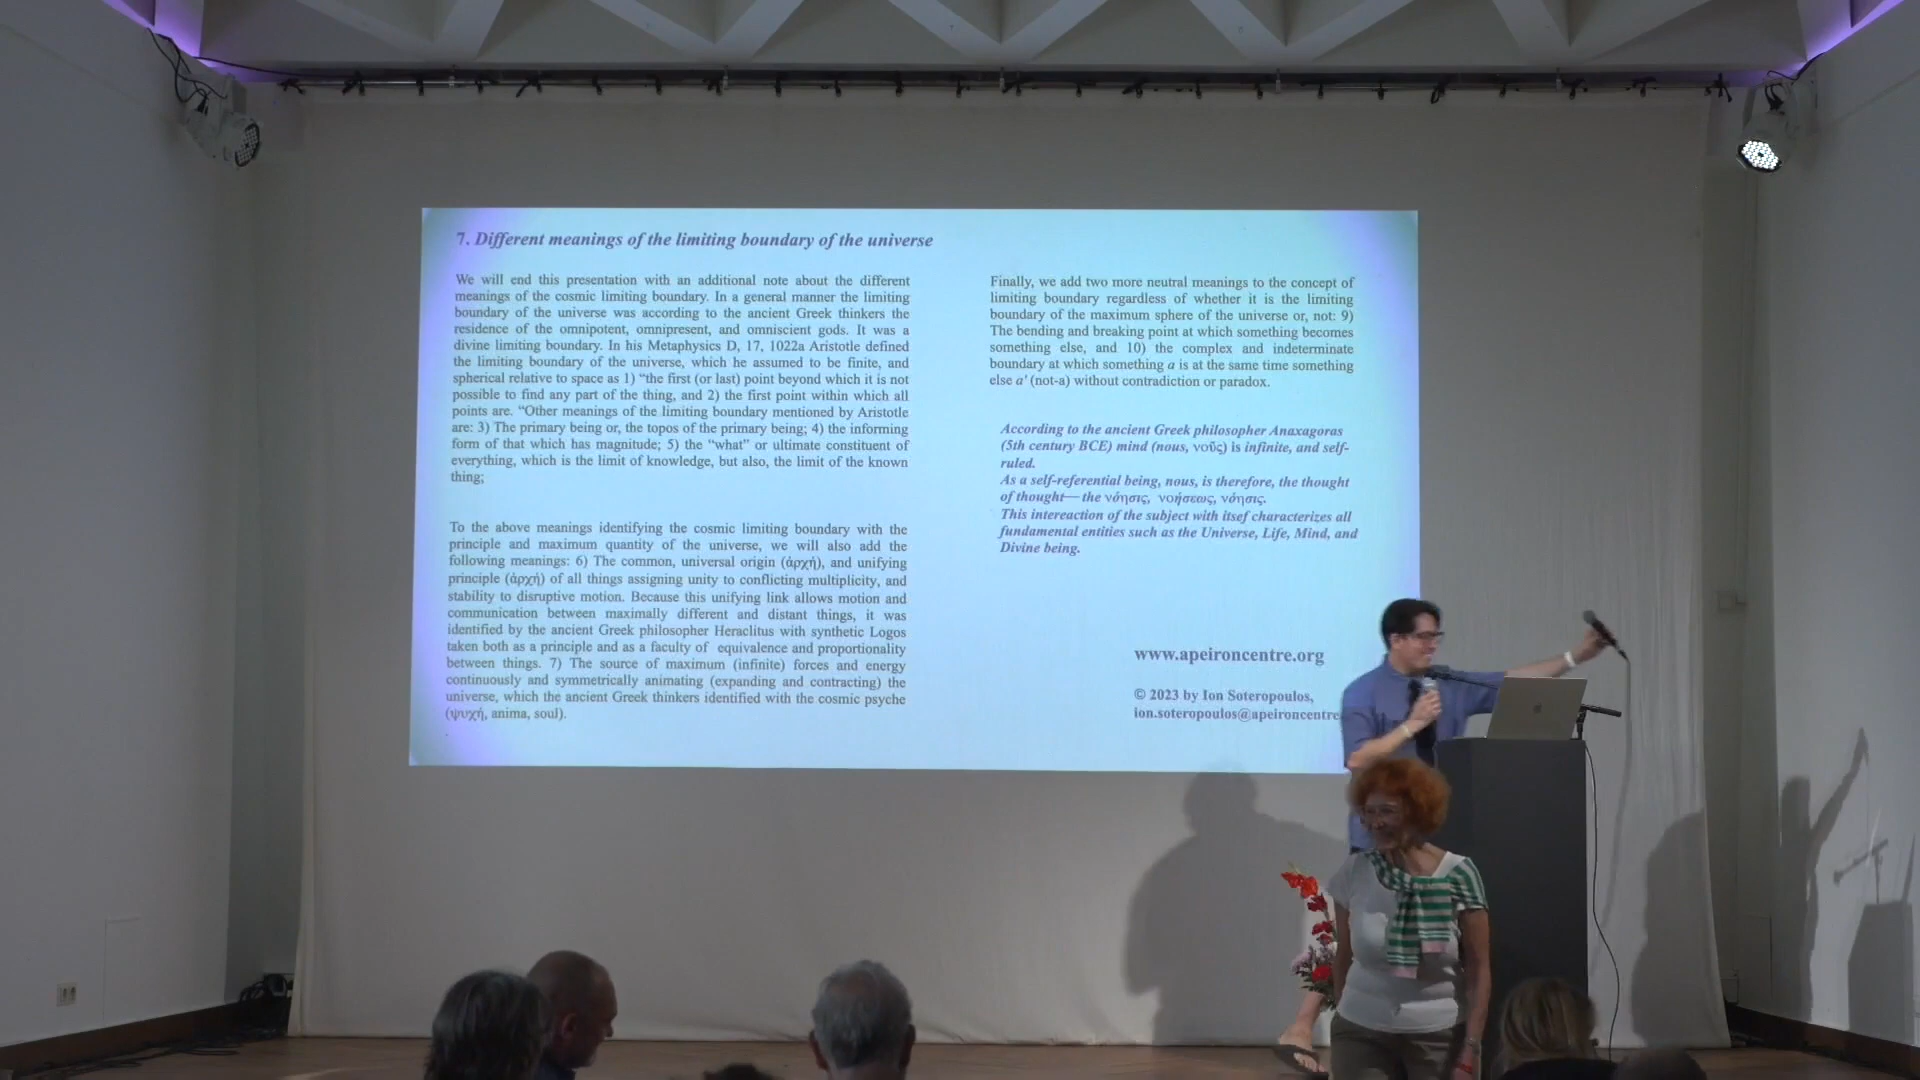 7. Different meanings of the limiting boundary of the universe
We will end this presentation with an additional note about the different
meanings of the cosmic limiting boundary. In a general manner the limiting
boundary of the universe was according to the ancient Greek thinkers the
residence of the omnipotent, omnipresent, and omniscient gods. It was a
divine limiting boundary. In his Metaphysics D, 17, 1022a Aristotle defined
the limiting boundary of the universe, which he assumed to be finite, and
spherical relative to space as 1) “the first (or last) point beyond which it is not
possible to find any part of the thing, and 2) the first point within which all
points are. “Other meanings of the limiting boundary mentioned by Aristotle
are: 3) The primary being or, the topos of the primary being; 4) the informing
form of that which has magnitude; 5) the “what” or ultimate constituent of
everything, which is the limit of knowledge, but also, the limit of the known
thing;
To the above meanings identifying the cosmic limiting boundary with the
principle and maximum quantity of the universe, we will also add the
following meanings: 6) The common, universal origin (ἀρχή), and unifying
principle (ἀρχή) of all things assigning unity to conflicting multiplicity, and
stability to disruptive motion. Because this unifying link allows motion and
communication between maximally different and distant things, it was
identified by the ancient Greek philosopher Heraclitus with synthetic Logos
taken both as a principle and as a faculty of equivalence and proportionality
between things. 7) The source of maximum (infinite) forces and energy
continuously and symmetrically animating (expanding and contracting) the
universe, which the ancient Greek thinkers identified with the cosmic psyche
(ψυχή, anima, soul).
Finally, we add two more neutral meanings to the concept of
limiting boundary regardless of whether it is the limiting
boundary of the maximum sphere of the universe or, not: 9)
The bending and breaking point at which something becomes
something else, and 10) the complex and indeterminate
boundary at which something a is at the same time something
else a' (not-a) without contradiction or paradox.
According to the ancient Greek philosopher Anaxagoras
(5th century BCE) mind (nous, νοῦς) is infinite, and self-
ruled.
As a self-referential being, nous, is therefore, the thought
of thought—the νόησις, νοήσεως, νόησις.
This intereaction of the subject with itsef characterizes all
fundamental entities such as the Universe, Life, Mind, and
Divine being.
www.apeironcentre.org
© 2023 by Ion Soteropoulos,
ion.soteropoulos@apeironcentre